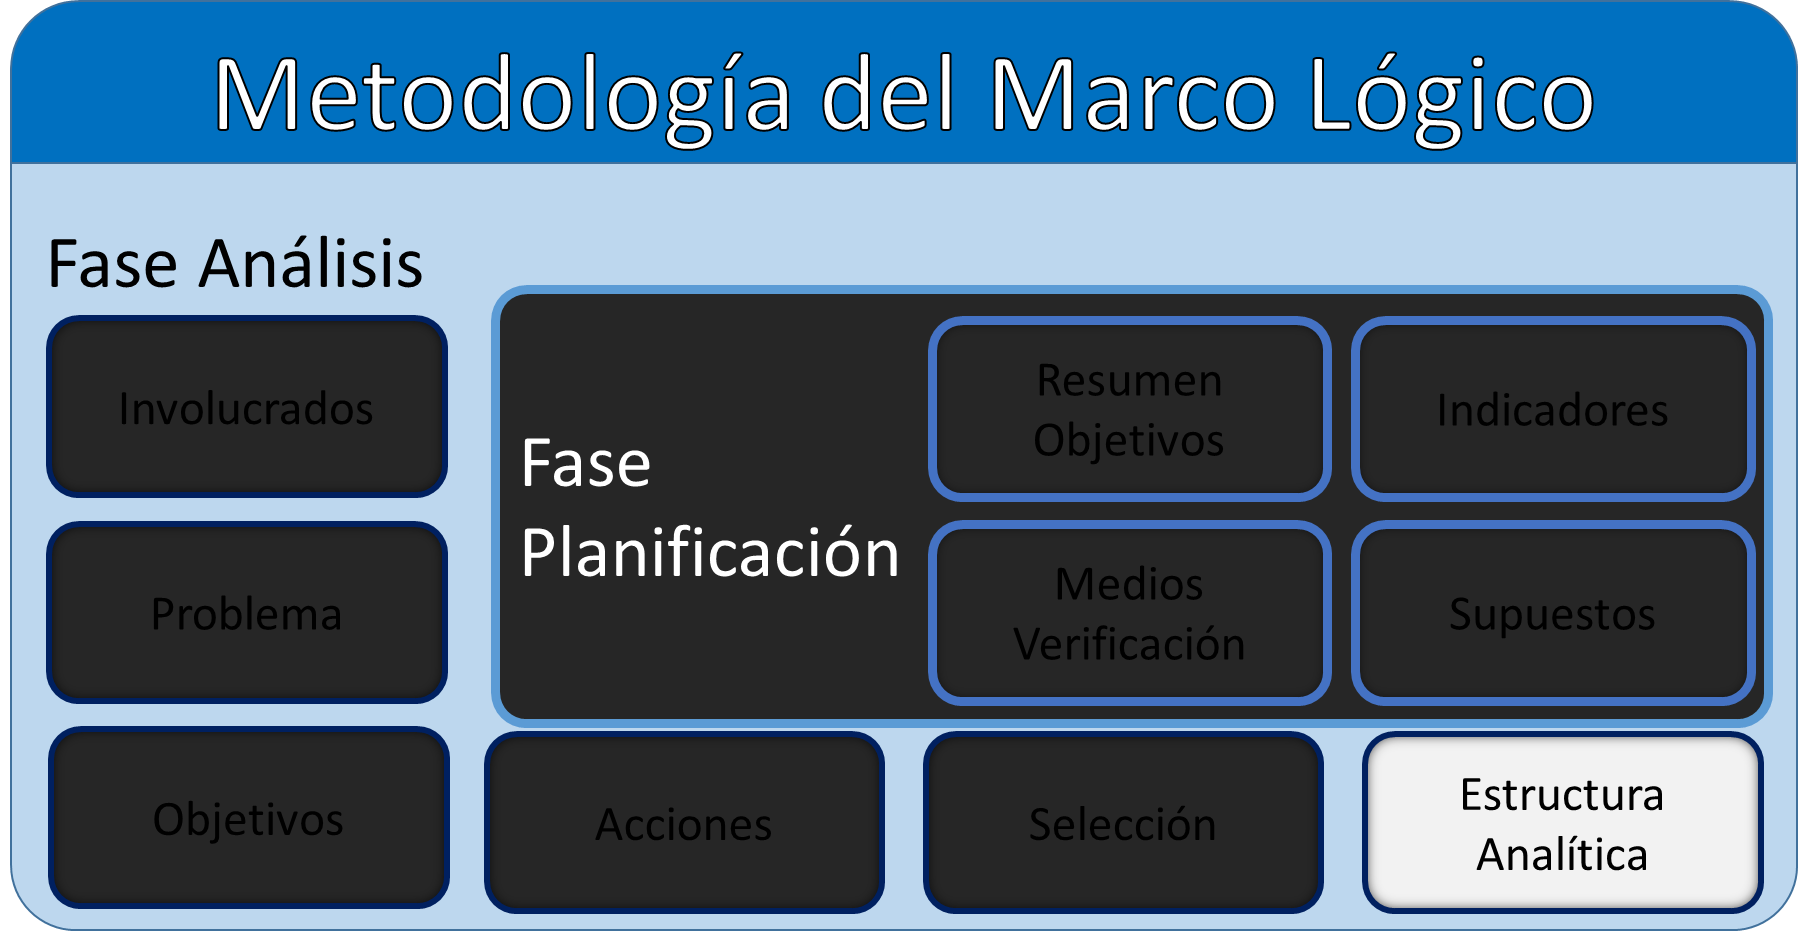 Metodología del Marco Lógico
Fase Análisis
Involucrados
Problema
Objetivos
Acciones
Selección
Estructura
Analítica
Fase
Planificación
Resumen
Objetivos
Indicadores
Medios
Verificación
Supuestos